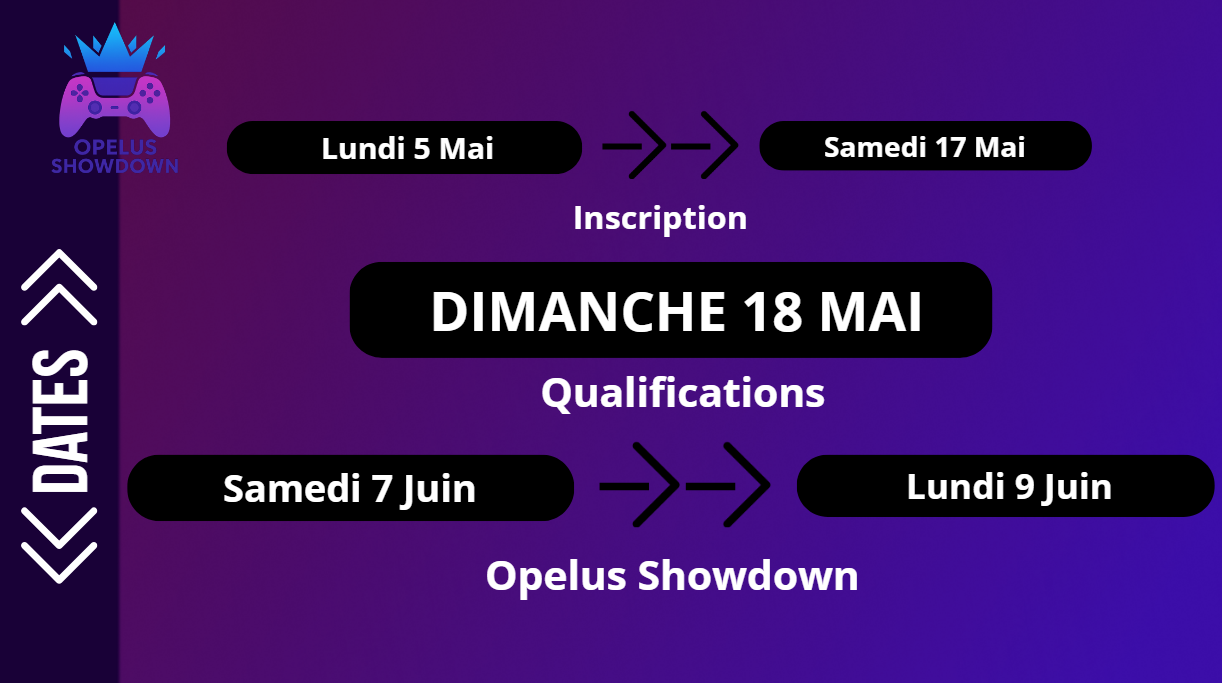 OPELUS
SHOWDOWN
DATES
Lundi 5 Mai
Samedi 17 Mai
Inscription
DIMANCHE 18 MAI
Qualifications
Samedi 7 Juin
Lundi 9 Juin
Opelus Showdown